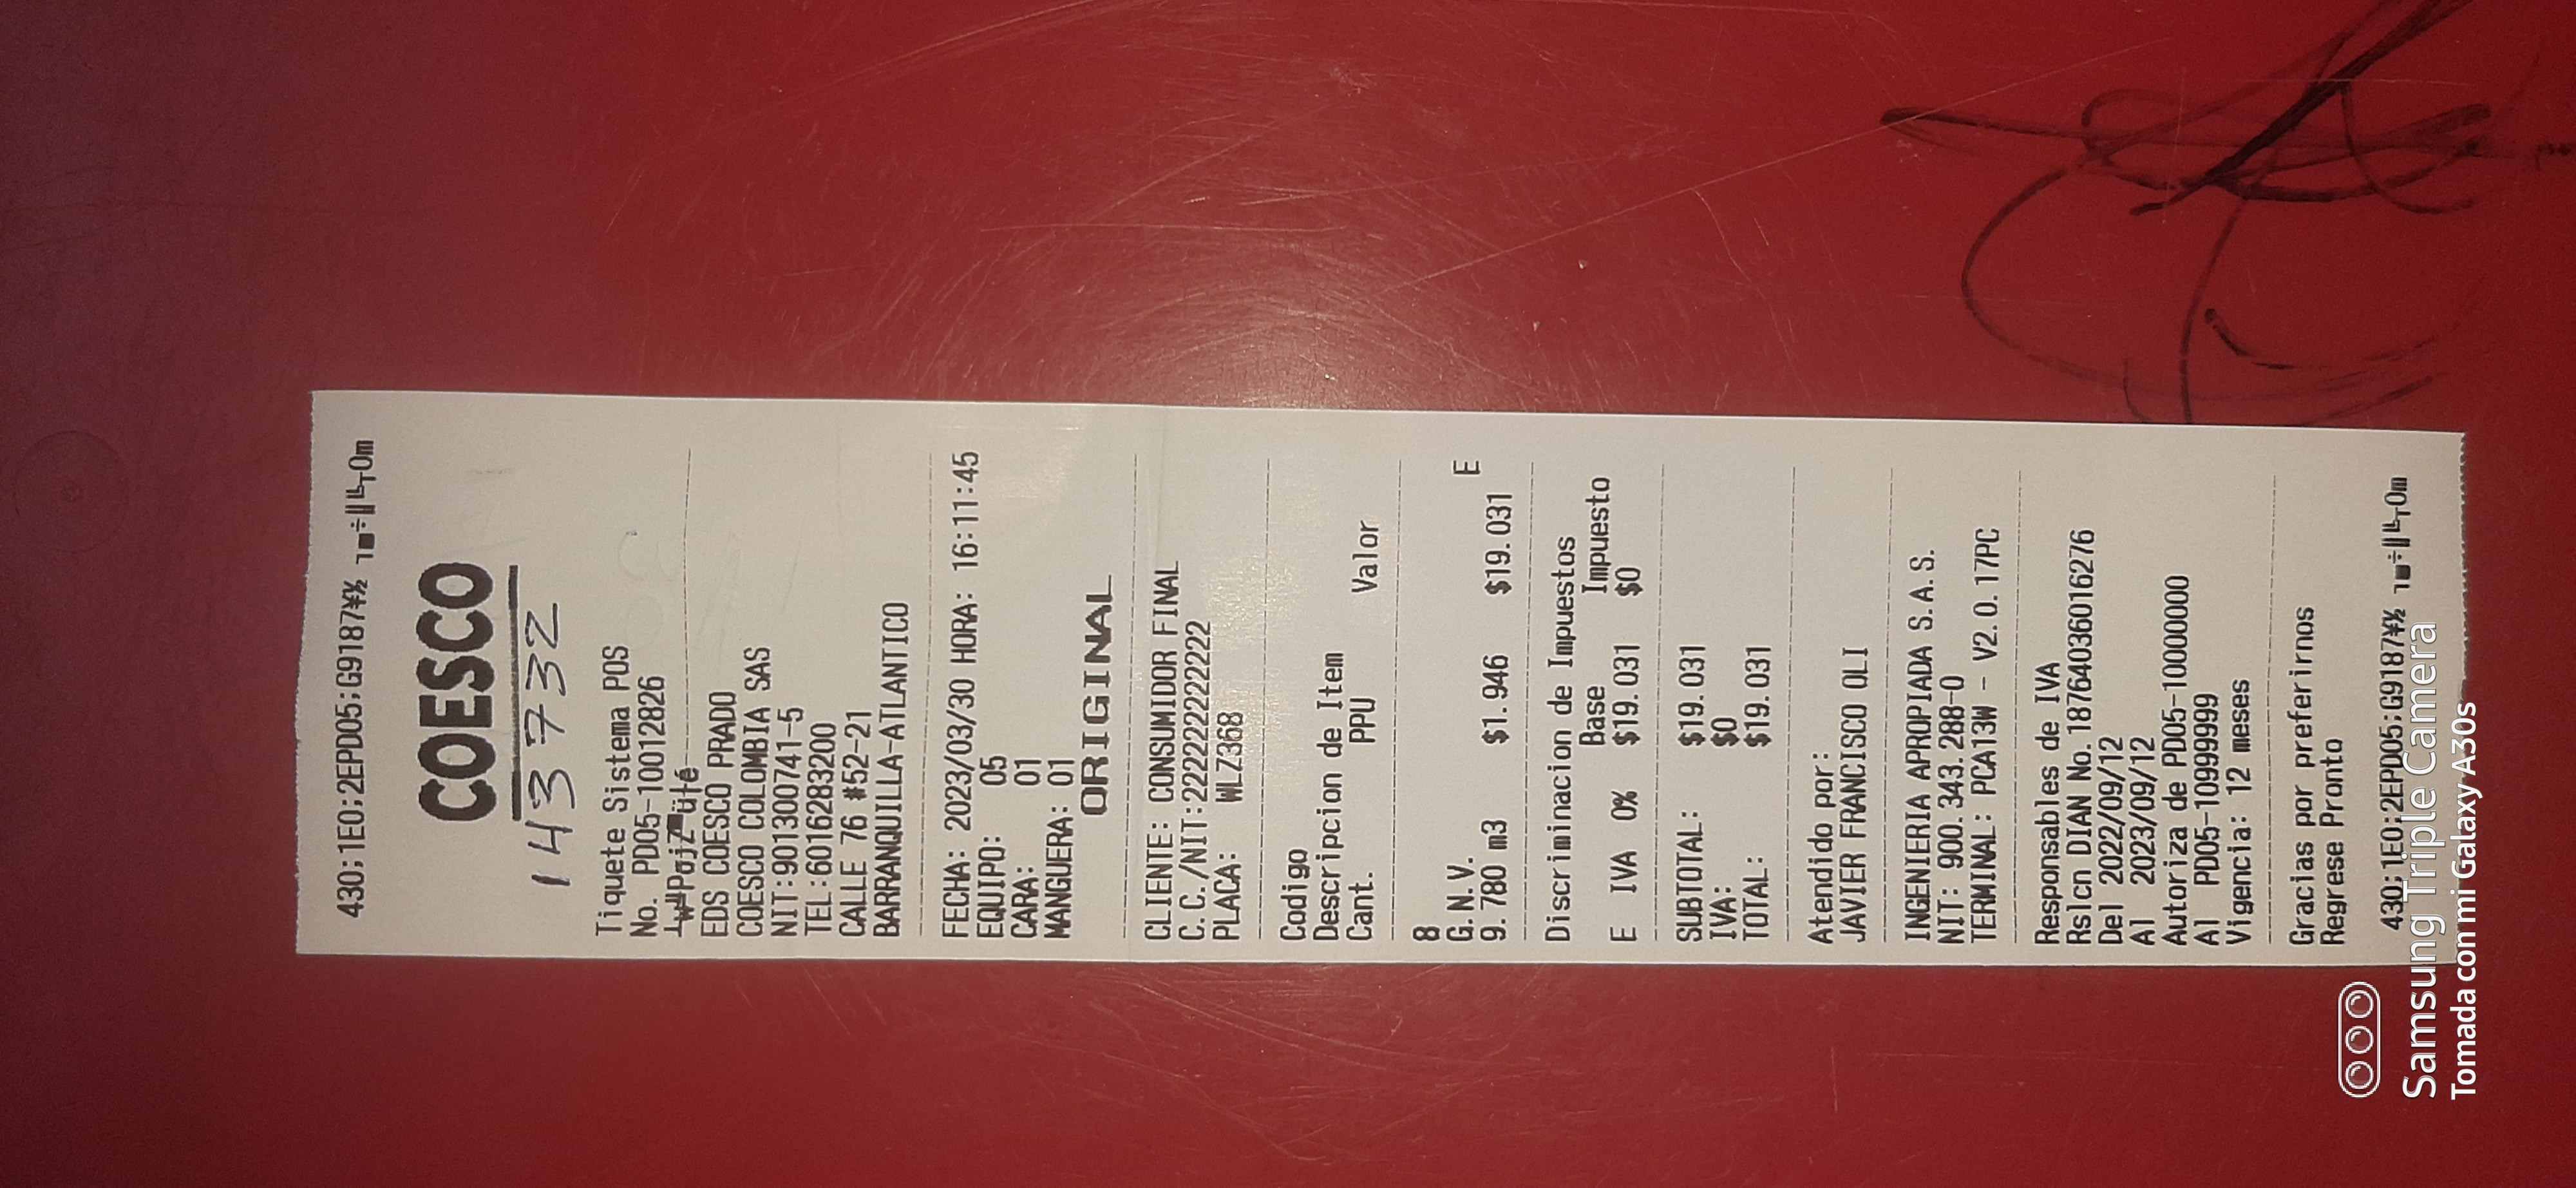 430;1E0;2EPD05;G9187¥½
COESCO
143732
Tiquete Sistema POS
No. PD05-10012826
EDS COESCO PRADO
COESCO COLOMBIA SAS
NIT:901300741-5
TEL:6016283200
CALLE 76 #52-21
BARRANQUILLA-ATLANTICO
FECHA: 2023/03/30 HORA: 16:11:45
EQUIPO: 05
CARA: 01
MANGUERA: 01
ORIGINAL
CLIENTE: CONSUMIDOR FINAL
C.C./NIT:222222222222
PLACA: WLZ368
Codigo
Descripcion de Item
Cant. PPU Valor
8
G.N.V. E
9.780 m3 $1.946 $19.031
Discriminacion de Impuestos
Base Impuesto
E IVA 0% $19.031 $0
SUBTOTAL: $19.031
IVA: $0
TOTAL: $19.031
Atendido por:
JAVIER FRANCISCO OLI
INGENIERIA APROPIADA S.A.S.
NIT: 900.343.288-0
TERMINAL: PCA13W - V2.0.17PC
Responsables de IVA
Rslcn DIAN No.18764036016276
Del 2022/09/12
Al 2023/09/12
Autoriza de PD05-10000000
Al PD05-10999999
Vigencia: 12 meses
Gracias por preferirnos
Regrese Pronto
430;1E0;2EPD05;G9187¥½
Samsung Triple Camera
Tomada con mi Galaxy A30s